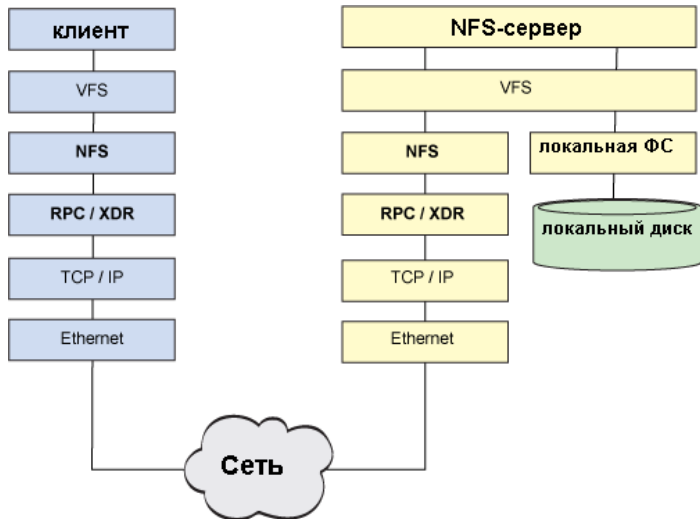 клиент
VFS
NFS
RPC / XDR
TCP / IP
Ethernet
NFS-сервер
VFS
NFS
RPC / XDR
TCP / IP
Ethernet
локальная ФС
локальный диск
Сеть